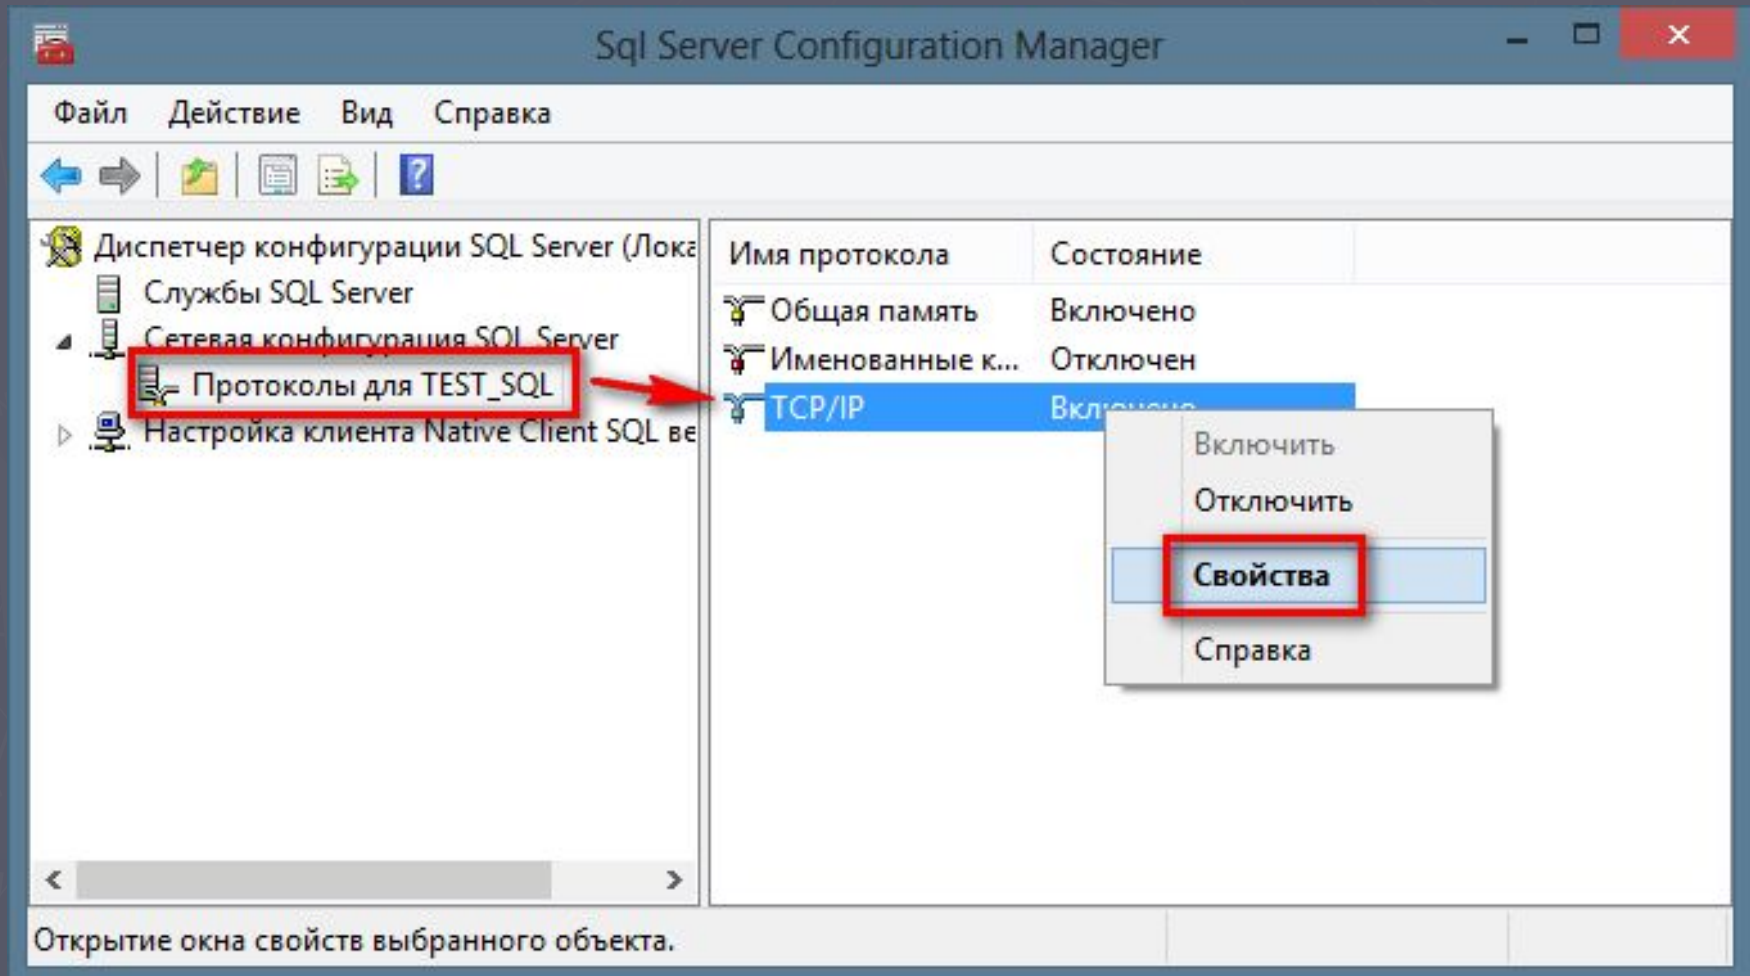 Sql Server Configuration Manager
Файл Действие Вид Справка
Диспетчер конфигурации SQL Server (Лока
Службы SQL Server
Сетевая конфигурация SQL Server
Протоколы для TEST_SQL
Настройка клиента Native Client SQL ве
Имя протокола Состояние
Общая память Включено
Именованные к... Отключен
TCP/IP Включено
Включить
Отключить
Свойства
Справка
Открытие окна свойств выбранного объекта.